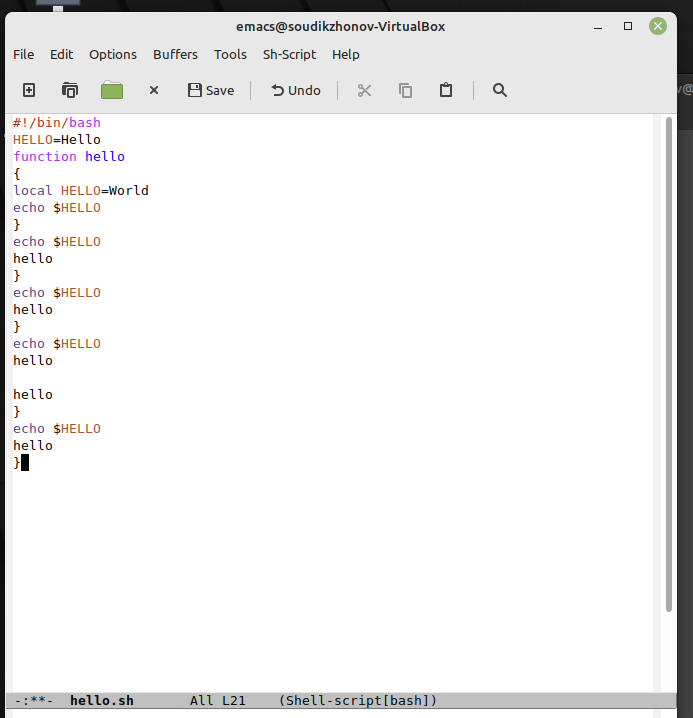 emacs@soudikzhonov-VirtualBox
File Edit Options Buffers Tools Sh-Script Help
Save Undo
#!/bin/bash
HELLO=Hello
function hello
{
local HELLO=World
echo $HELLO
}
echo $HELLO
hello
}
echo $HELLO
hello
}
echo $HELLO
hello

hello
}
echo $HELLO
hello
}
-:**- hello.sh All L21 (Shell-script[bash])
v@